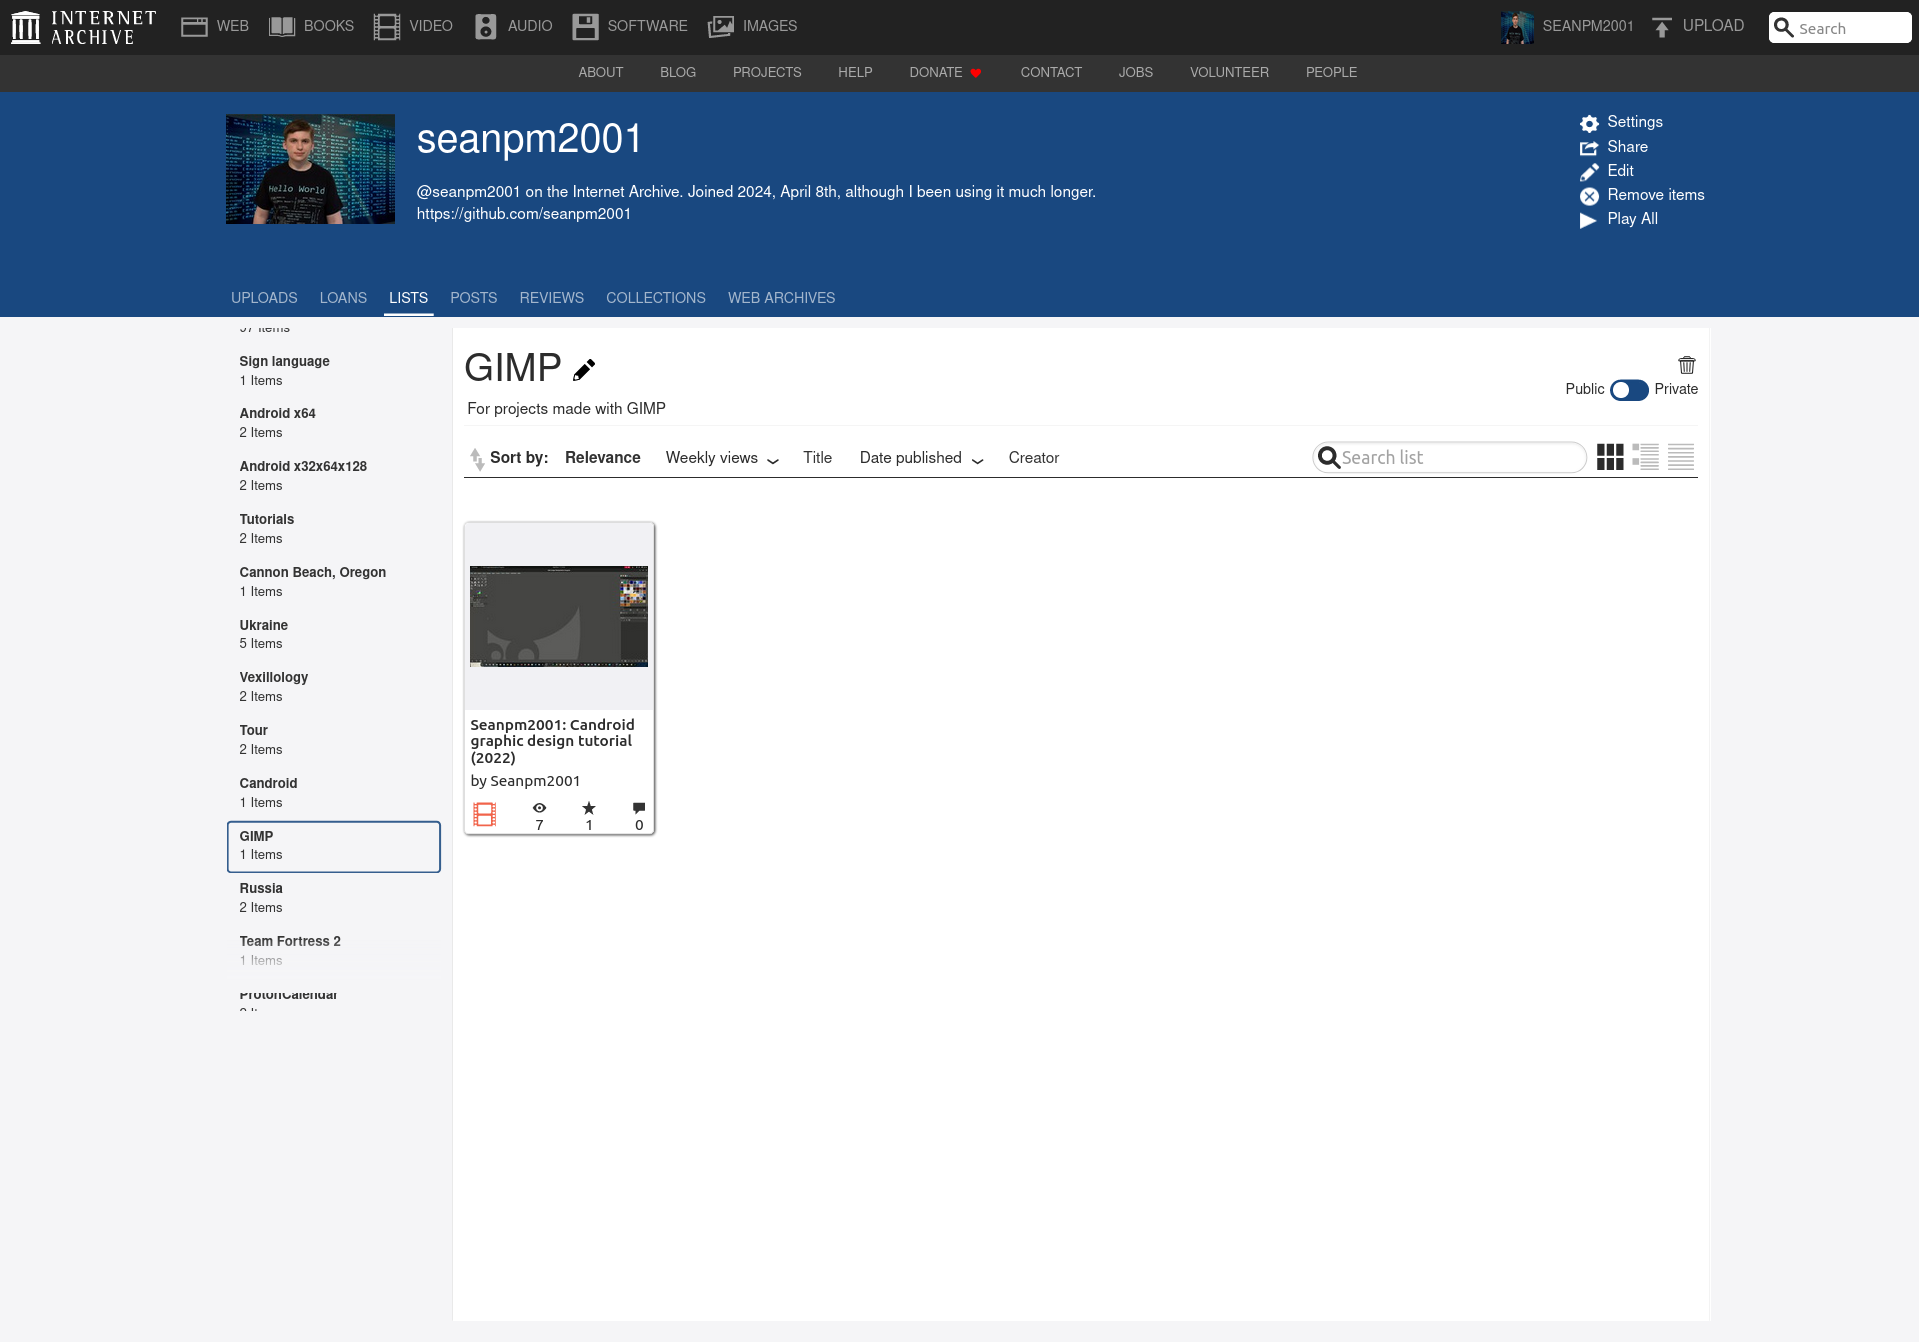 INTERNET ARCHIVE
WEB
BOOKS
VIDEO
AUDIO
SOFTWARE
IMAGES
SEANPM2001
UPLOAD
Search
ABOUT
BLOG
PROJECTS
HELP
DONATE
CONTACT
JOBS
VOLUNTEER
PEOPLE
Hello World
seanpm2001
@seanpm2001 on the Internet Archive. Joined 2024, April 8th, although I been using it much longer.
https://github.com/seanpm2001
Settings
Share
Edit
Remove items
Play All
UPLOADS
LOANS
LISTS
POSTS
REVIEWS
COLLECTIONS
WEB ARCHIVES
Items
Sign language
1 Items
Android x64
2 Items
Android x32x64x128
2 Items
Tutorials
2 Items
Cannon Beach, Oregon
1 Items
Ukraine
5 Items
Vexillology
2 Items
Tour
2 Items
Candroid
1 Items
GIMP
1 Items
Russia
2 Items
Team Fortress 2
1 Items
ProtonCalendar
GIMP
For projects made with GIMP
Public
Private
Sort by:
Relevance
Weekly views
Title
Date published
Creator
Search list
Seanpm2001: Candroid
graphic design tutorial
(2022)
by Seanpm2001
7
1
0